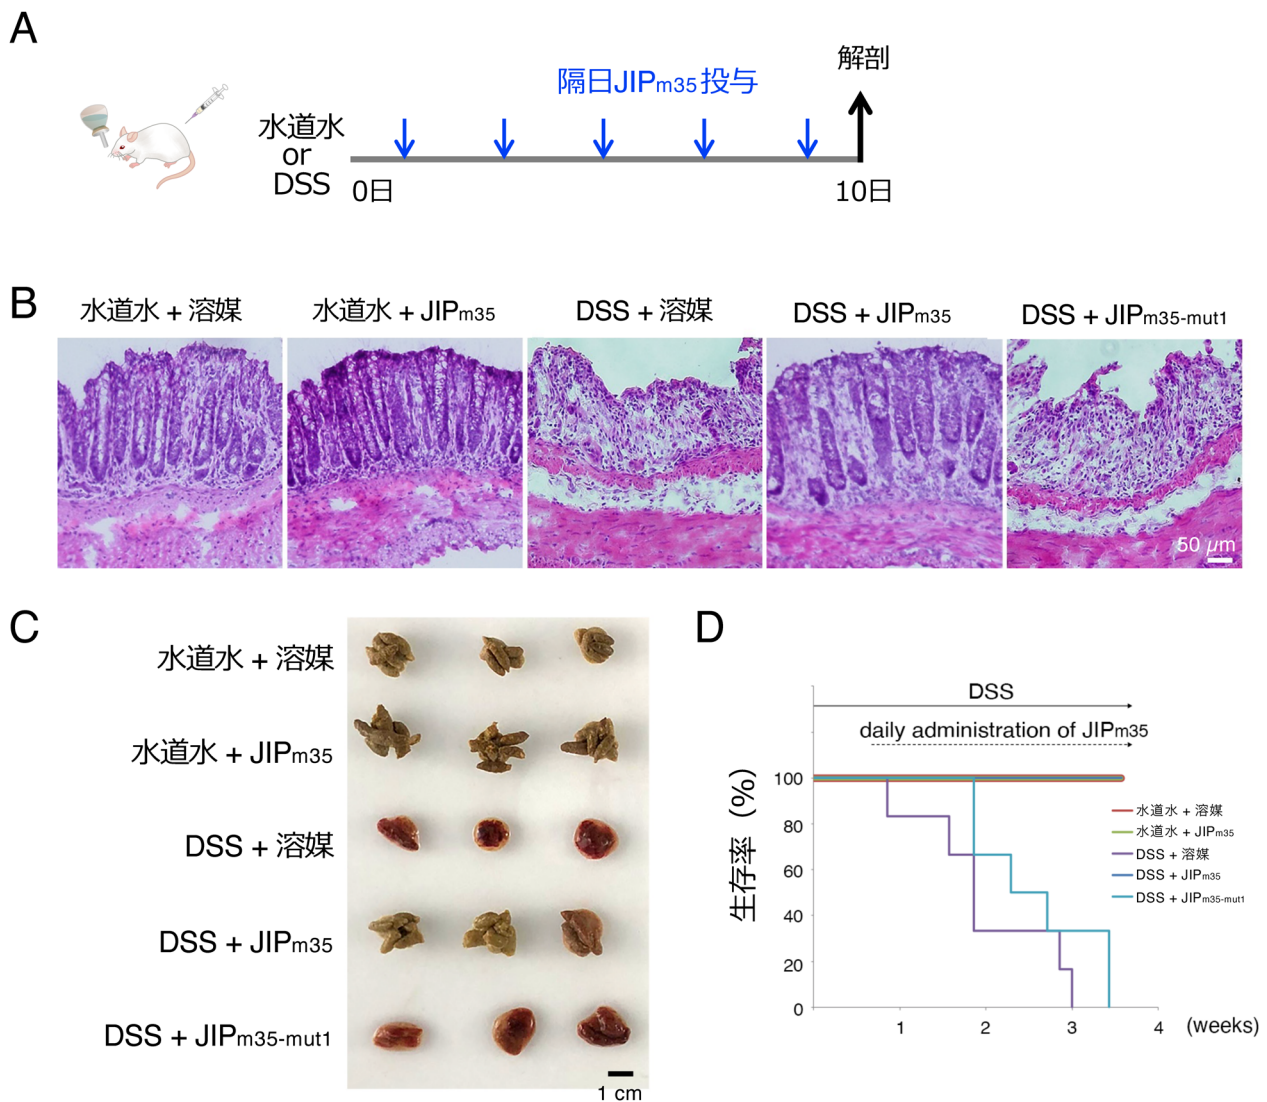 A
隔日JIPm35投与
解剖
水道水
or
DSS
0日
10日
B
水道水 + 溶媒
水道水 + JIPm35
DSS + 溶媒
DSS + JIPm35
DSS + JIPm35-mut1
50 μm
C
水道水 + 溶媒
水道水 + JIPm35
DSS + 溶媒
DSS + JIPm35
DSS + JIPm35-mut1
1 cm
D
DSS
daily administration of JIPm35
生存率 (%)
100
80
60
40
20
0
1
2
3
4
(weeks)
水道水 + 溶媒
水道水 + JIPm35
DSS + 溶媒
DSS + JIPm35
DSS + JIPm35-mut1